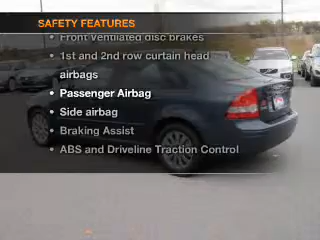 SAFETY FEATURES
• Front ventilated disc brakes
• 1st and 2nd row curtain head
airbags
• Passenger Airbag
• Side airbag
• Braking Assist
• ABS and Driveline Traction Control